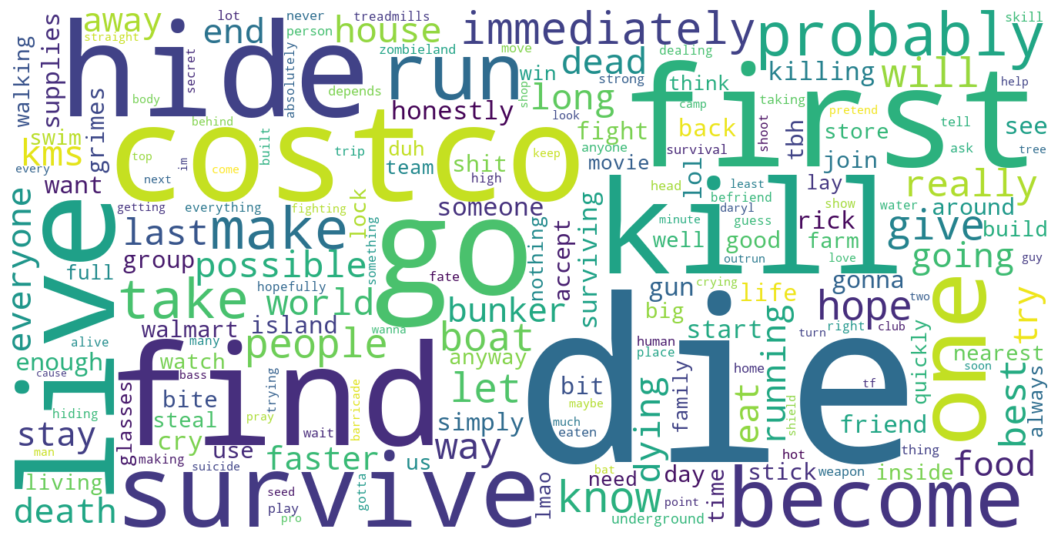 hide
run
immediately
probably
first
costco
kill
live
go
find
die
survive
become
one
make
take
hope
give
know
people
boat
will
house
away
end
supplies
walking
lot
straight
body
secret
never
person
absolutely
treadmills
zombieland
depends
move
shop
win
dead
strong
dealing
killing
think
camp
taking
pretend
skill
help
honestly
long
look
fight
anyone
back
survival
shoot
tbh
store
tell
ask
tree
see
join
movie
swim
kms
grimes
every
top
behind
next
come
built
im
trip
duh
team
shit
high
keep
lol
really
everyone
want
getting
everything
fighting
lock
someone
last
group
full
possible
hopefully
something
fate
nothing
accept
surviving
well
head
minute
least
befriend
daryl
outrun
guess
show
good
love
water
lay
rick
farm
around
build
going
guy
world
bunker
walmart
island
wanna
gun
big
human
place
start
life
crying
turn
right
gonna
two
club
try
enough
alive
many
watch
anyway
let
bit
dying
family
home
eat
running
tf
quickly
nearest
soon
best
always
stay
cause
hiding
man
glasses
bass
bite
steal
cry
use
making
suicide
trying
pray
barricade
wait
faster
simply
us
way
much
eaten
maybe
need
day
time
stick
hot
bat
shield
weapon
friend
inside
thing
food
living
death
seed
play
pro
gotta
lmao
underground
point